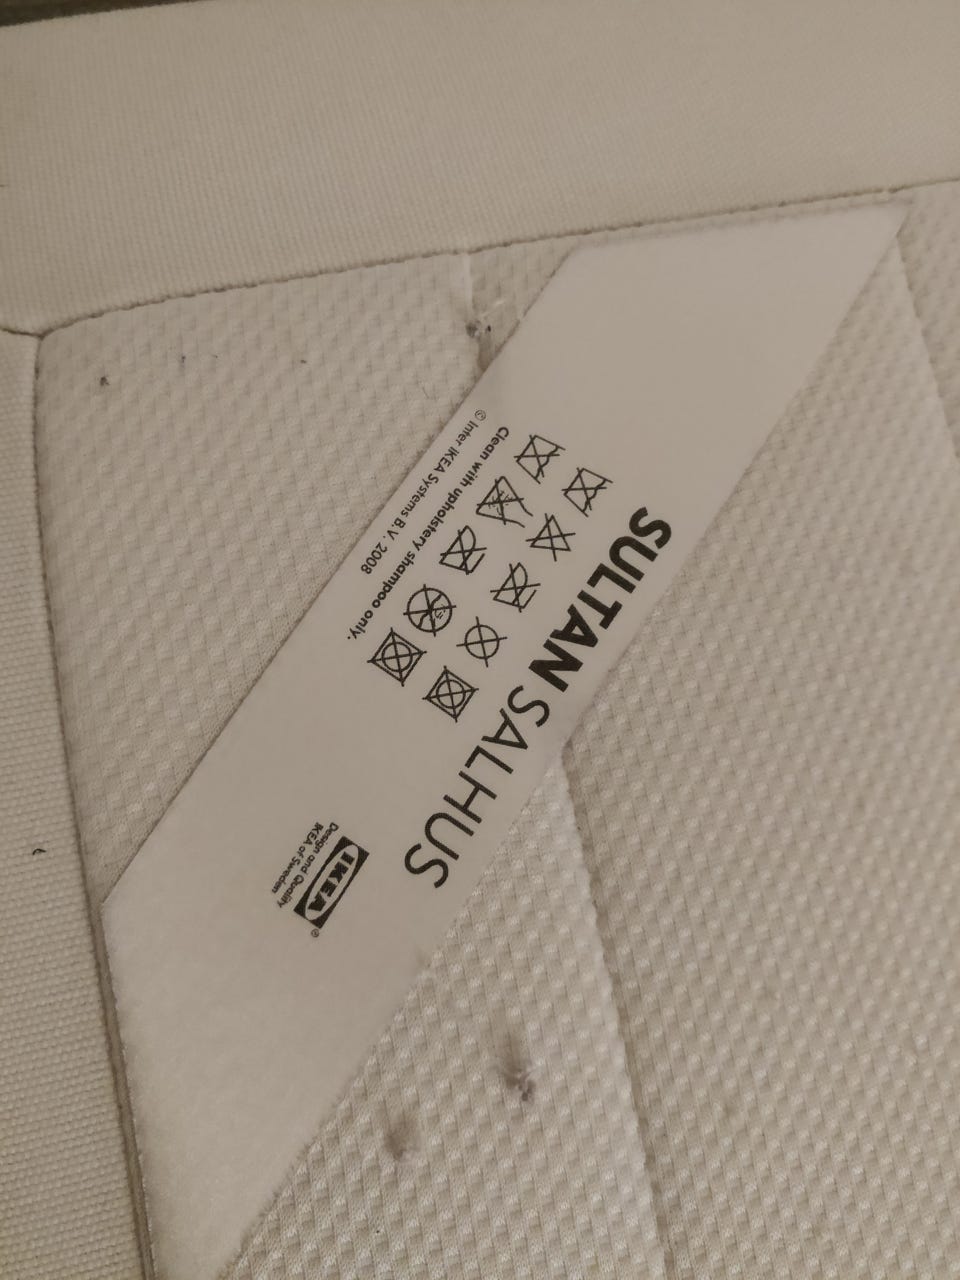 SULTAN SALHUS
Clean with upholstery shampoo only.
© Inter IKEA Systems B.V. 2008
IKEA®
Design and Quality
IKEA of Sweden